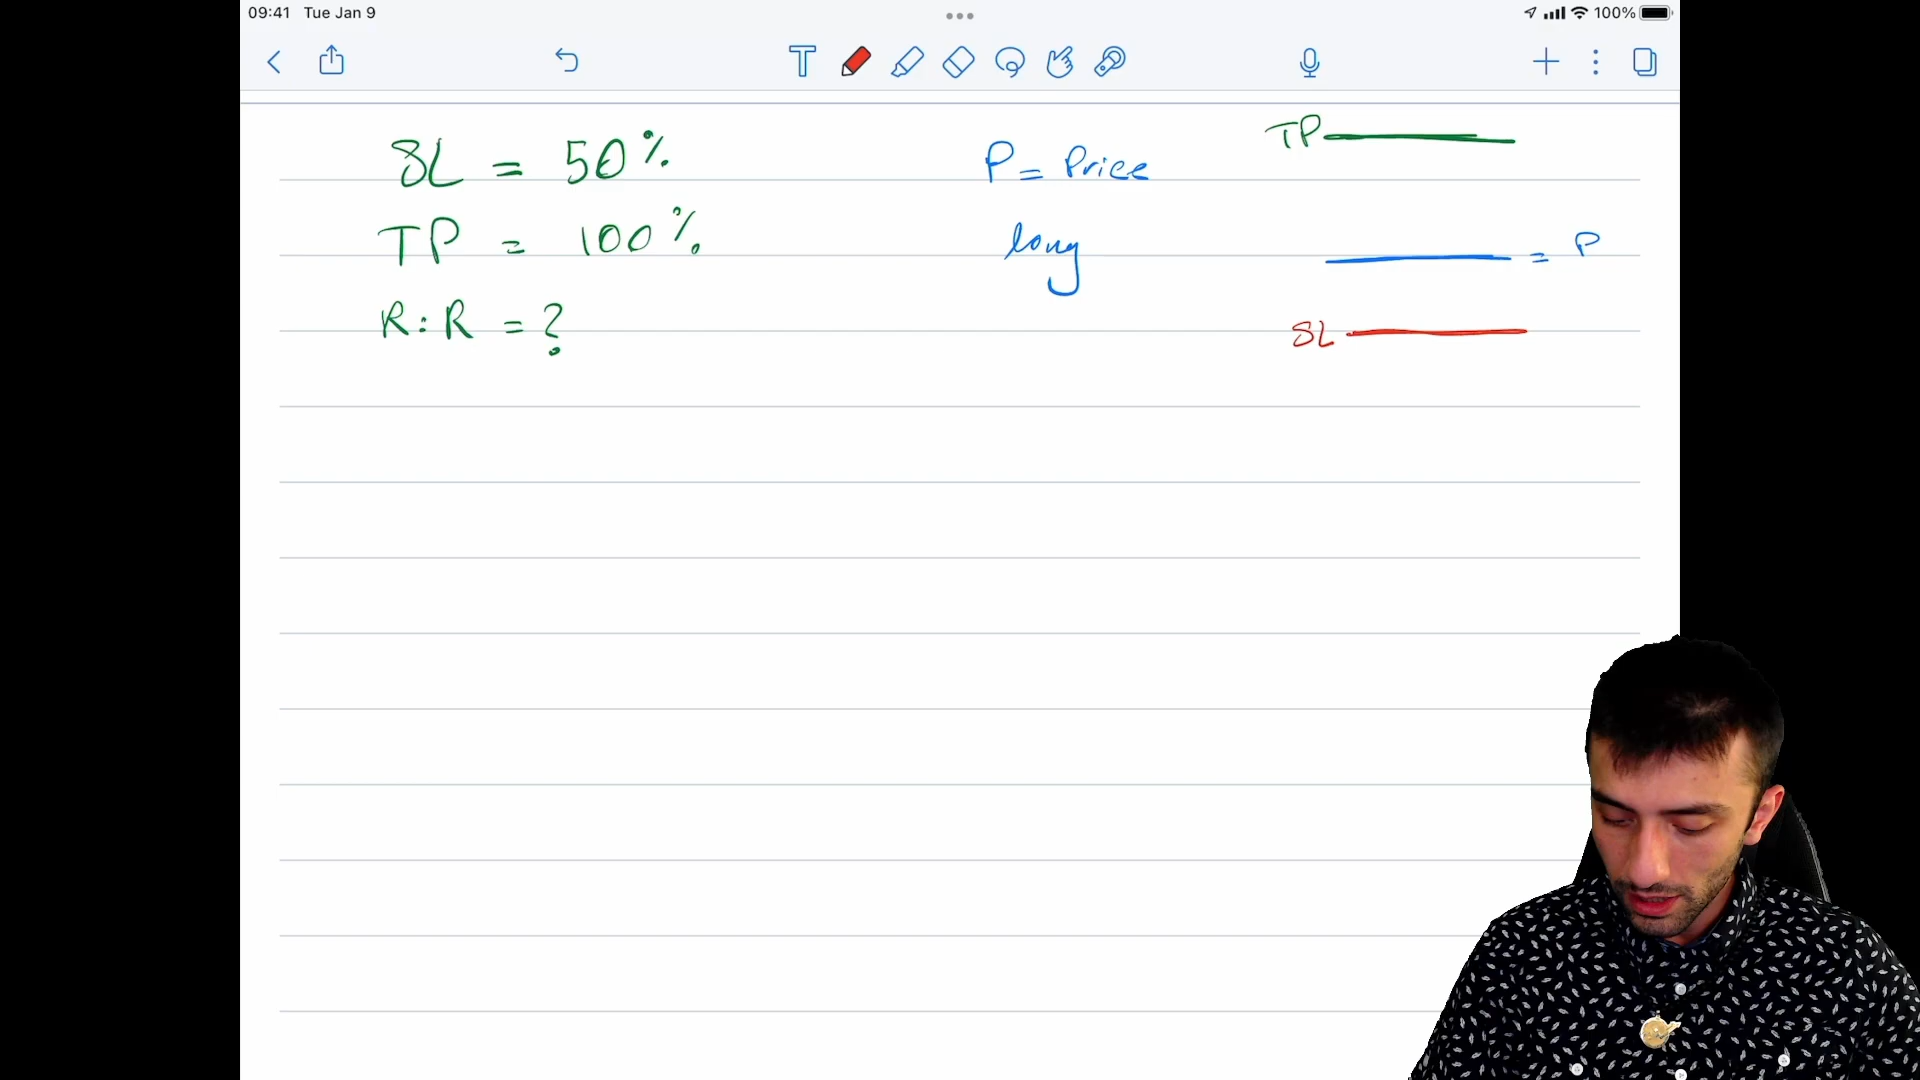 09:41 Tue Jan 9
100%
T
SL = 50%
TP = 100%
R:R = ?
P = Price
long
TP
= P
SL